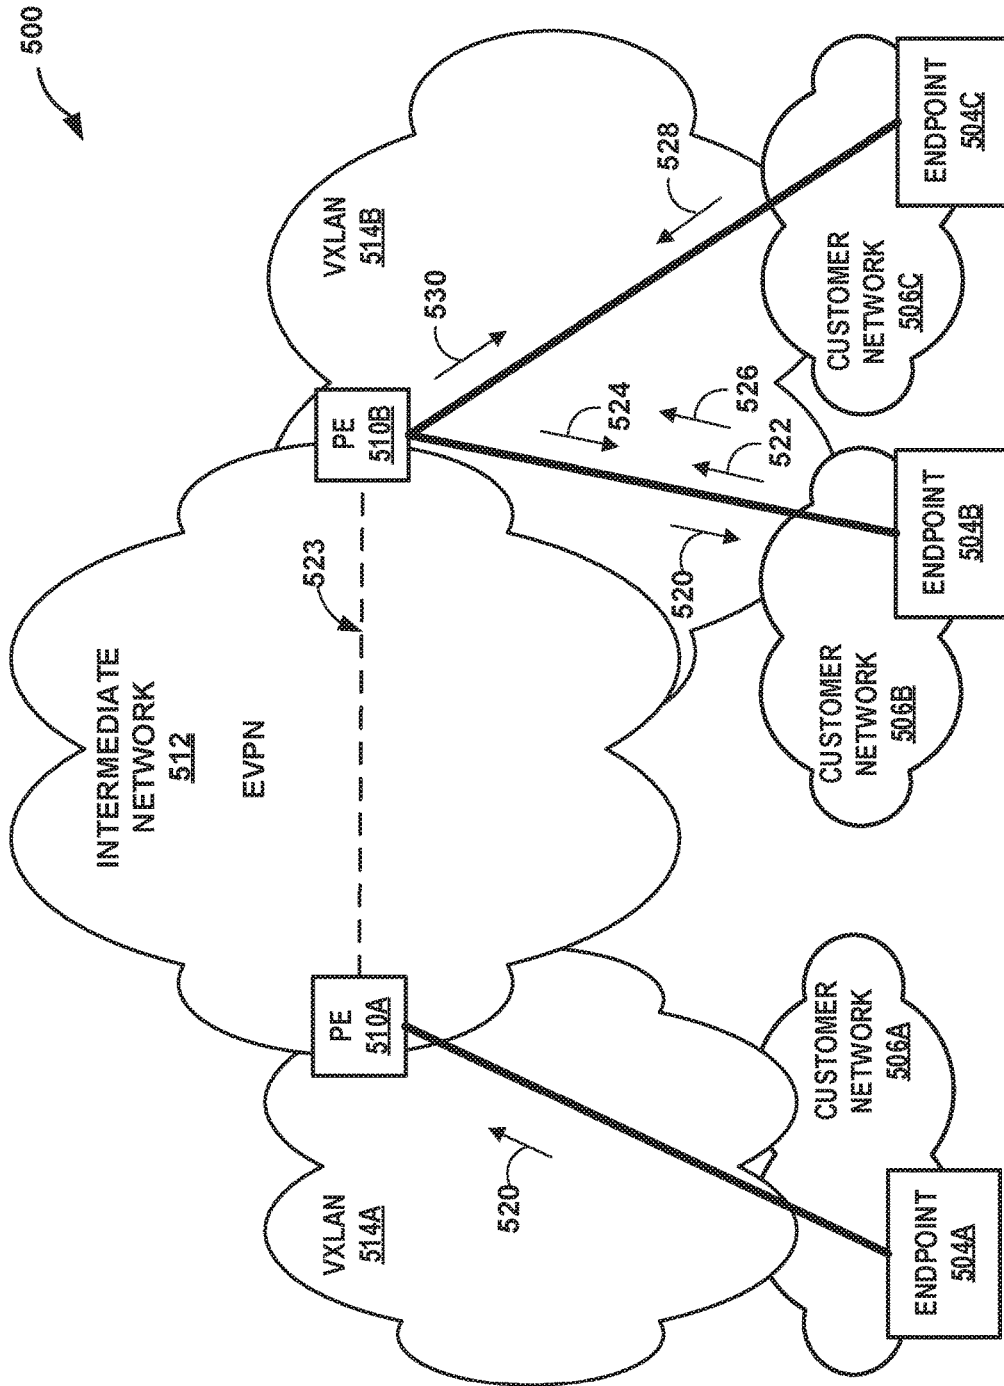 500
INTERMEDIATE
NETWORK
512
EVPN
VXLAN
514A
VXLAN
514B
PE
510A
PE
510B
523
520
530
528
524
526
522
520
CUSTOMER
NETWORK
506A
CUSTOMER
NETWORK
506B
CUSTOMER
NETWORK
506C
ENDPOINT
504A
ENDPOINT
504B
ENDPOINT
504C